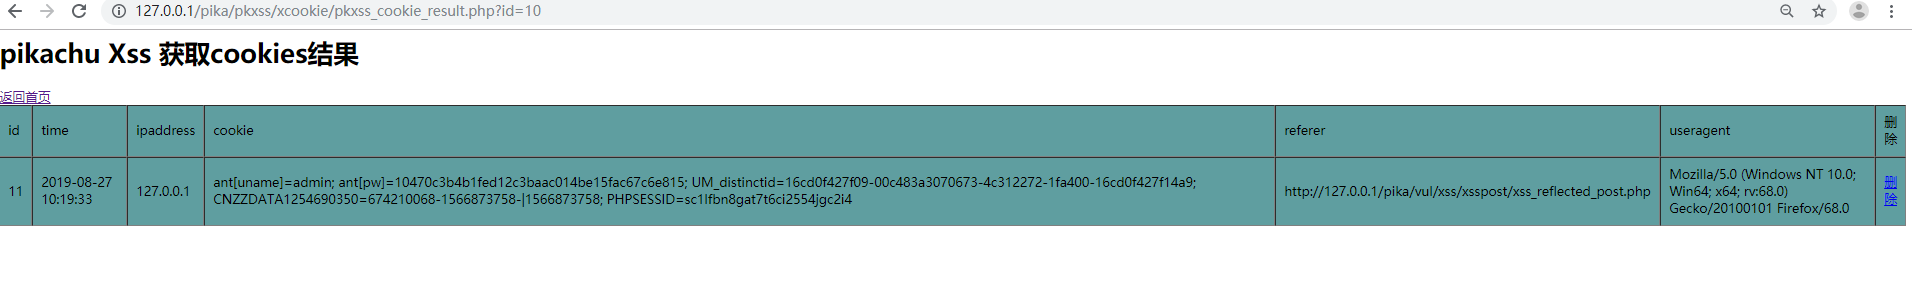 127.0.0.1/pika/pkxss/xcookie/pkxss_cookie_result.php?id=10
pikachu Xss 获取cookies结果
返回首页
id time ipaddress cookie referer useragent 删
除
11 2019-08-27
10:19:33 127.0.0.1 ant[uname]=admin; ant[pw]=10470c3b4b1fed12c3baac014be15fac67c6e815; UM_distinctid=16cd0f427f09-00c483a3070673-4c312272-1fa400-16cd0f427f14a9;
CNZZDATA1254690350=674210068-1566873758-|1566873758; PHPSESSID=sc1lfbn8gat7t6ci2554jgc2i4
http://127.0.0.1/pika/vul/xss/xsspost/xss_reflected_post.php
Mozilla/5.0 (Windows NT 10.0;
Win64; x64; rv:68.0)
Gecko/20100101 Firefox/68.0
删
除